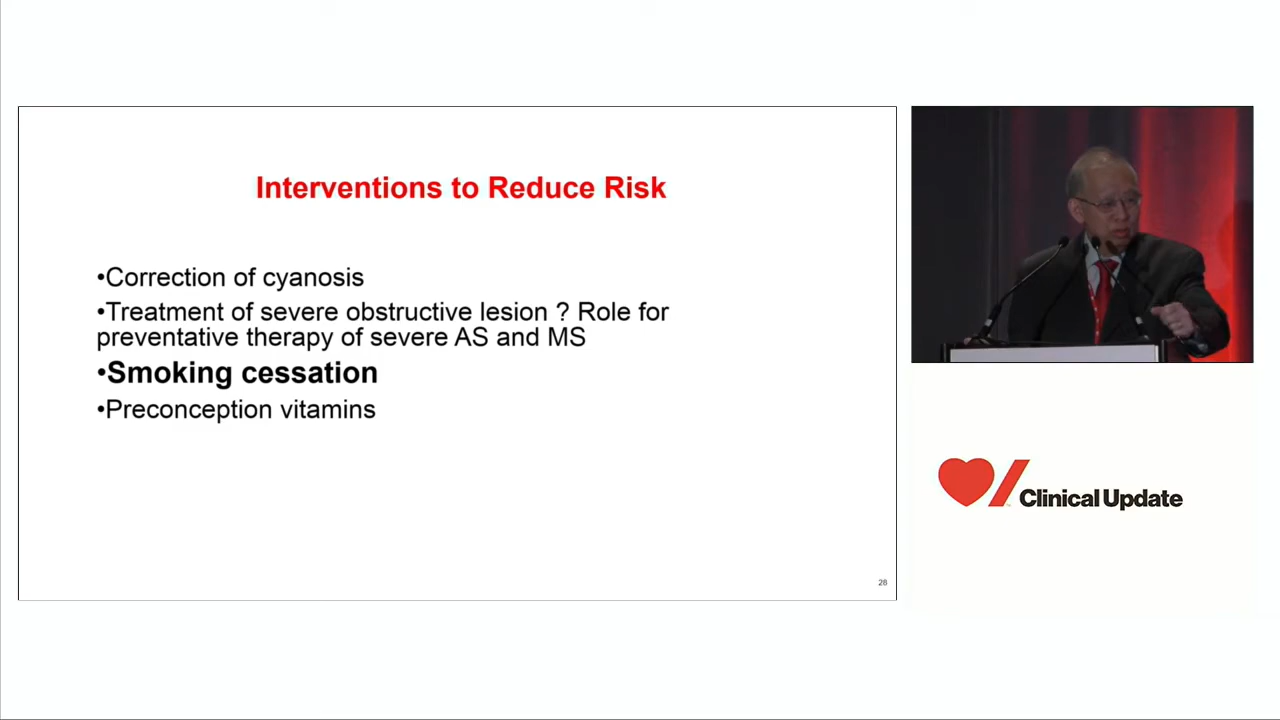 Interventions to Reduce Risk
•Correction of cyanosis
•Treatment of severe obstructive lesion ? Role for
preventative therapy of severe AS and MS
•Smoking cessation
•Preconception vitamins
28
Clinical Update